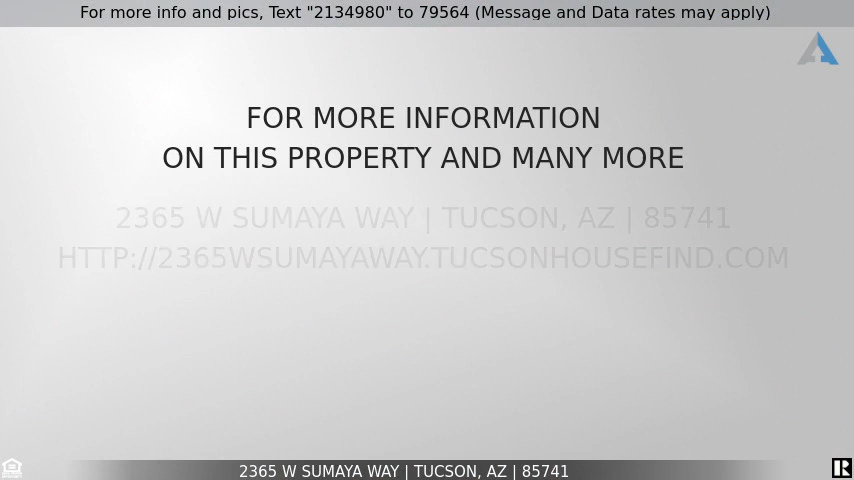 For more info and pics, Text "2134980" to 79564 (Message and Data rates may apply)
FOR MORE INFORMATION
ON THIS PROPERTY AND MANY MORE
2365 W SUMAYA WAY | TUCSON, AZ | 85741
HTTP://2365WSUMAYAWAY.TUCSONHOUSEFIND.COM
2365 W SUMAYA WAY | TUCSON, AZ | 85741